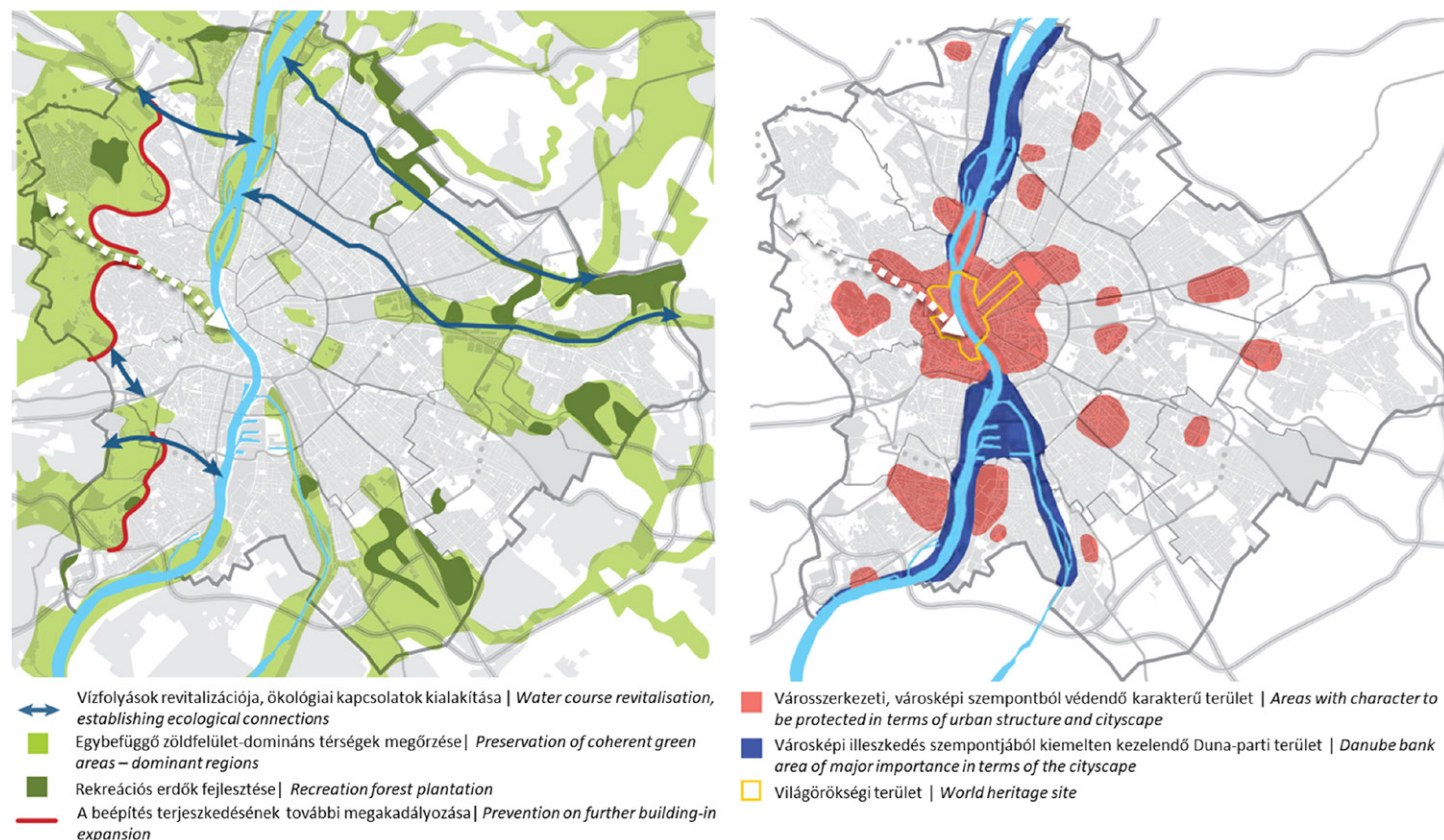 Vízfolyások revitalizációja, ökológiai kapcsolatok kialakítása | Water course revitalisation,
establishing ecological connections
Egybefüggő zöldfelület-domináns térségek megőrzése| Preservation of coherent green
areas – dominant regions
Rekreációs erdők fejlesztése| Recreation forest plantation
A beépítés terjeszkedésének további megakadályozása| Prevention on further building-in
expansion
Városszerkezeti, városképi szempontból védendő karakterű terület | Areas with character to
be protected in terms of urban structure and cityscape
Városképi illeszkedés szempontjából kiemelten kezelendő Duna-parti terület | Danube bank
area of major importance in terms of the cityscape
Világörökségi terület | World heritage site